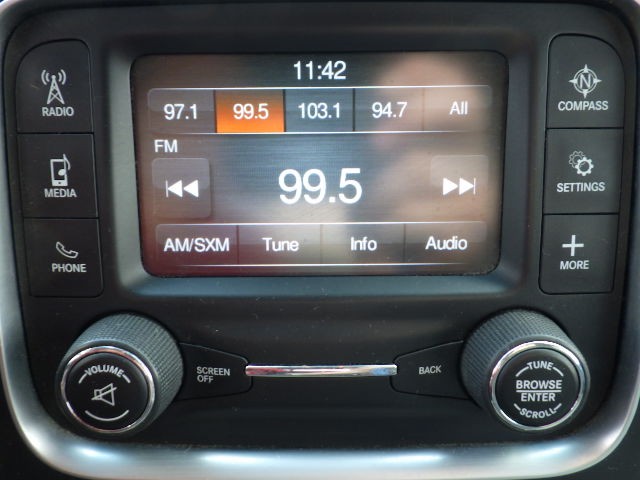 11:42
97.1 99.5 103.1 94.7 All
FM
99.5
AM/SXM Tune Info Audio
RADIO
MEDIA
PHONE
N
COMPASS
SETTINGS
MORE
VOLUME
SCREEN
OFF
BACK
TUNE
BROWSE
ENTER
SCROLL